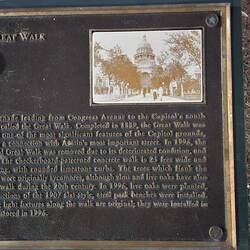 eat Walk
nade leading from Congress Avenue to the Capitol's south
called the Great Walk. Completed in 1889, the Great Walk was
one of the most significant features of the Capitol grounds,
a connection with Austin's most important street. In 1996, the
Great Walk was removed due to its deteriorated condition, and
The checkerboard-patterned concrete walk is 25 feet wide and
ng, with rounded limestone curbs. The trees which flank the
were originally sycamores, although elms and live oaks have also
walk during the 20th century. In 1996, live oaks were planted,
uctions of the 1907 flat-style, steel park benches were installed.
light fixtures along the walk are original; they were installed in
stored in 1996.